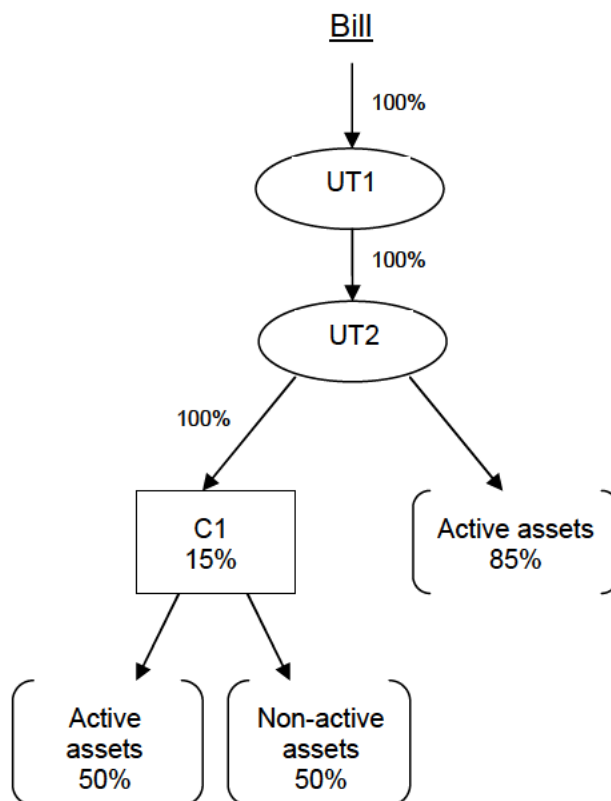 Bill
100%
UT1
100%
UT2
100%
C1
15%
Active assets
85%
Active
assets
50%
Non-active
assets
50%